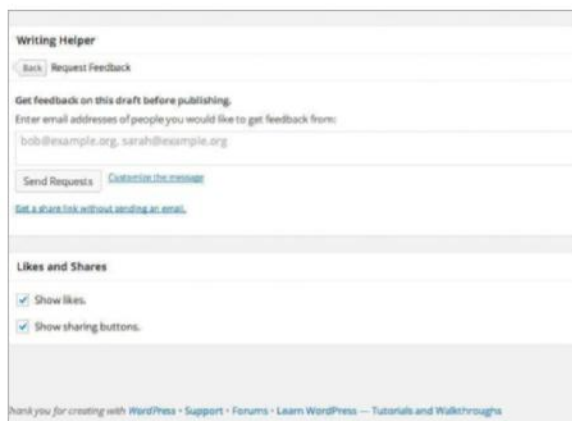 Writing Helper
Back Request Feedback
Get feedback on this draft before publishing.
Enter email addresses of people you would like to get feedback from:
bob@example.org, sarah@example.org
Send Requests Customize the message
Get a share link without sending an email.
Likes and Shares
Show likes.
Show sharing buttons.
hank you for creating with WordPress • Support • Forums • Learn WordPress — Tutorials and Walkthroughs